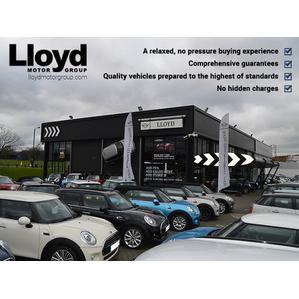 Lloyd
MOTOR GROUP
lloydmotorgroup.com
A relaxed, no pressure buying experience
Comprehensive guarantees
Quality vehicles prepared to the highest of standards
No hidden charges
LLOYD